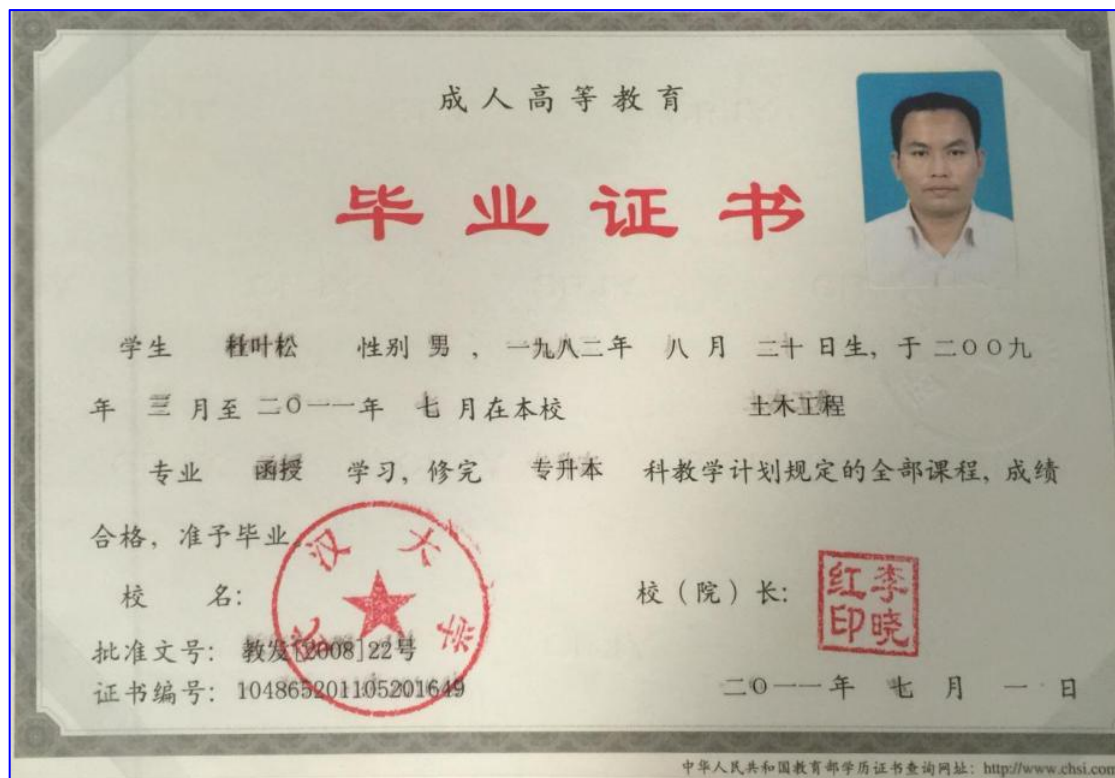 成人高等教育
毕业证书
学生 杜叶松 性别 男 ,一九八二年 八 月 二十 日生,于二〇〇九
年 三 月至二〇一一年 七 月在本校 土木工程
专业 函授 学习,修完 专升本 科教学计划规定的全部课程,成绩
合格,准予毕业。
校 名: 武汉大学
校(院)长: 李晓红印
批准文号: 教发[2008]22号
证书编号: 104865201105201649
二〇一一年 七 月 一 日
中华人民共和国教育部学历证书查询网址: http://www.chsi.com